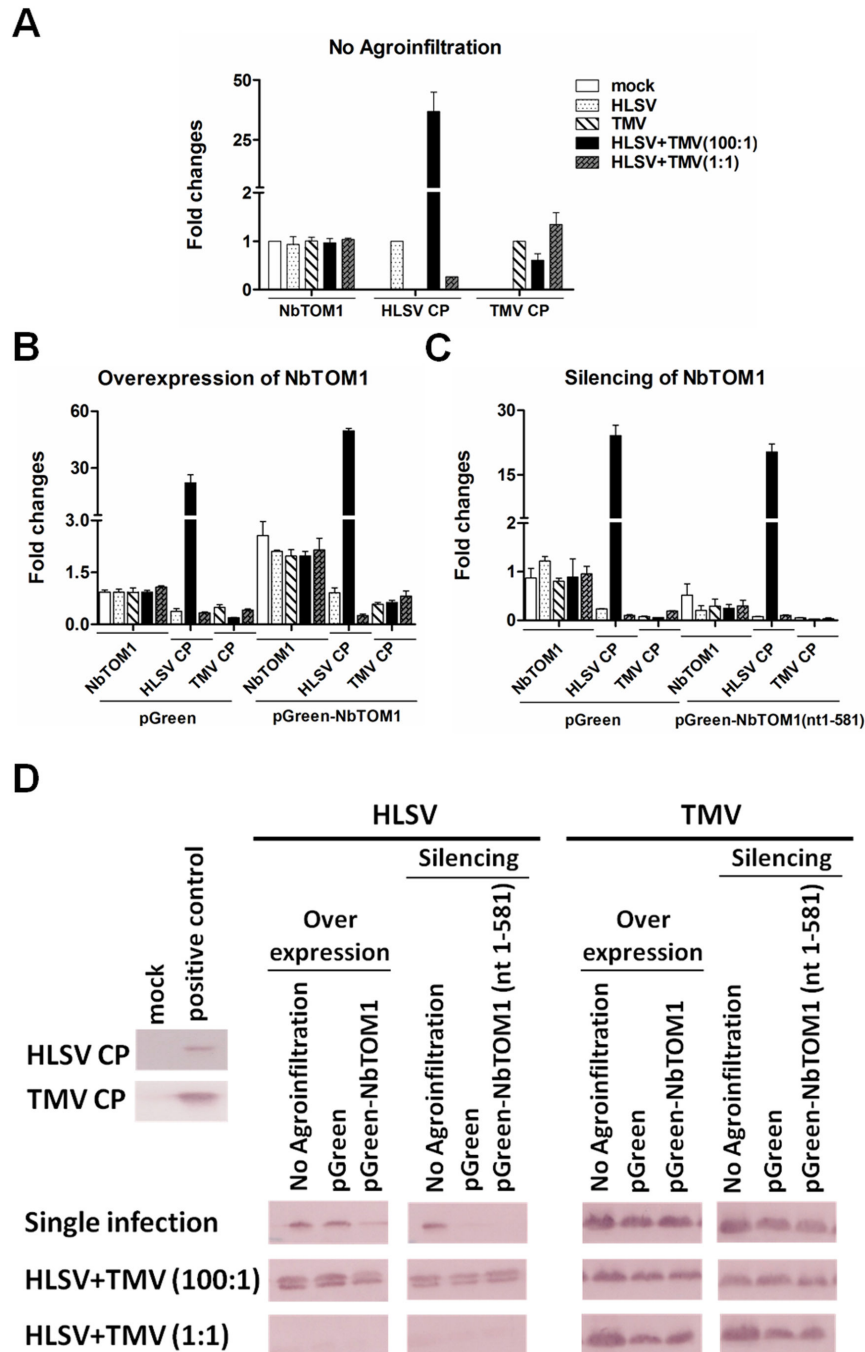 A
No Agroinfiltration
Fold changes
50
25
2
1
0
mock
HLSV
TMV
HLSV+TMV(100:1)
HLSV+TMV(1:1)
NbTOM1
HLSV CP
TMV CP
B
Overexpression of NbTOM1
Fold changes
60
30
3.0
1.5
0.0
NbTOM1
HLSV CP
TMV CP
NbTOM1
HLSV CP
TMV CP
pGreen
pGreen-NbTOM1
C
Silencing of NbTOM1
Fold changes
30
15
2
1
0
NbTOM1
HLSV CP
TMV CP
NbTOM1
HLSV CP
TMV CP
pGreen
pGreen-NbTOM1(nt1-581)
D
mock
positive control
HLSV CP
TMV CP
HLSV
Over
expression
No Agroinfiltration
pGreen
pGreen-NbTOM1
Silencing
No Agroinfiltration
pGreen
pGreen-NbTOM1 (nt 1-581)
TMV
Over
expression
No Agroinfiltration
pGreen
pGreen-NbTOM1
Silencing
No Agroinfiltration
pGreen
pGreen-NbTOM1 (nt 1-581)
Single infection
HLSV+TMV (100:1)
HLSV+TMV (1:1)